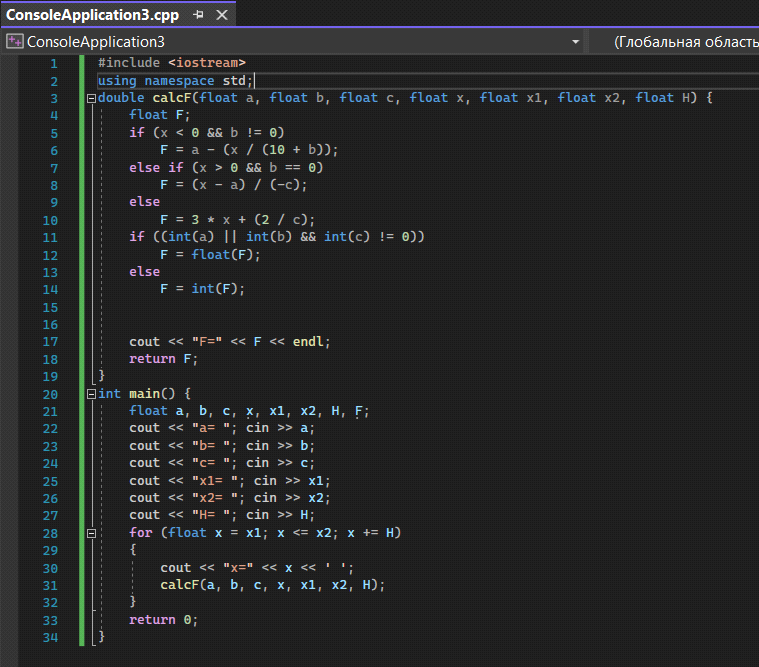 ConsoleApplication3.cpp
ConsoleApplication3
(Глобальная область
1 #include <iostream>
2 using namespace std;
3 double calcF(float a, float b, float c, float x, float x1, float x2, float H) {
4 float F;
5 if (x < 0 && b != 0)
6 F = a - (x / (10 + b));
7 else if (x > 0 && b == 0)
8 F = (x - a) / (-c);
9 else
10 F = 3 * x + (2 / c);
11 if ((int(a) || int(b) && int(c) != 0))
12 F = float(F);
13 else
14 F = int(F);
15
16
17 cout << "F=" << F << endl;
18 return F;
19 }
20 int main() {
21 float a, b, c, x, x1, x2, H, F;
22 cout << "a= "; cin >> a;
23 cout << "b= "; cin >> b;
24 cout << "c= "; cin >> c;
25 cout << "x1= "; cin >> x1;
26 cout << "x2= "; cin >> x2;
27 cout << "H= "; cin >> H;
28 for (float x = x1; x <= x2; x += H)
29 {
30 cout << "x=" << x << ' ';
31 calcF(a, b, c, x, x1, x2, H);
32 }
33 return 0;
34 }